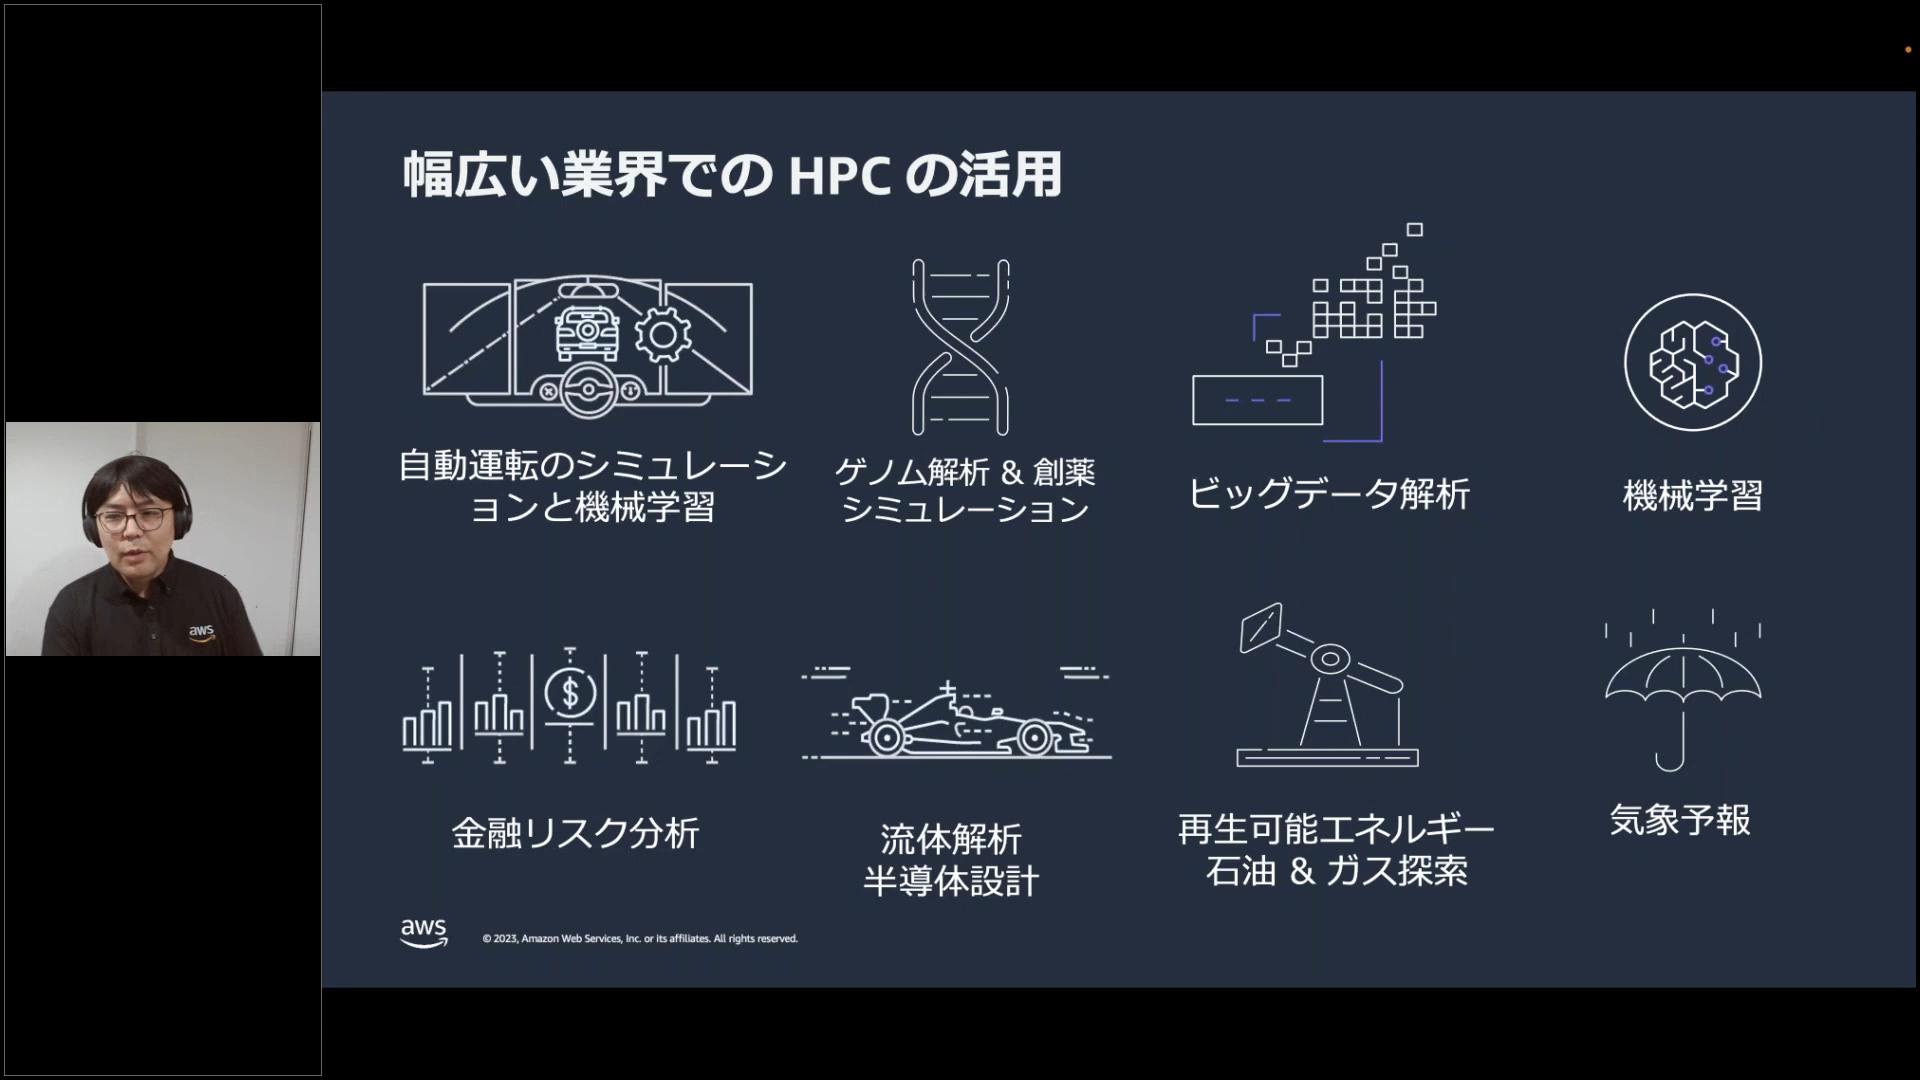 幅広い業界での HPC の活用
自動運転のシミュレーシ
ョンと機械学習
ゲノム解析 & 創薬
シミュレーション
ビッグデータ解析
機械学習
金融リスク分析
流体解析
半導体設計
再生可能エネルギー
石油 & ガス探索
気象予報
aws
© 2023, Amazon Web Services, Inc. or its affiliates. All rights reserved.
aws